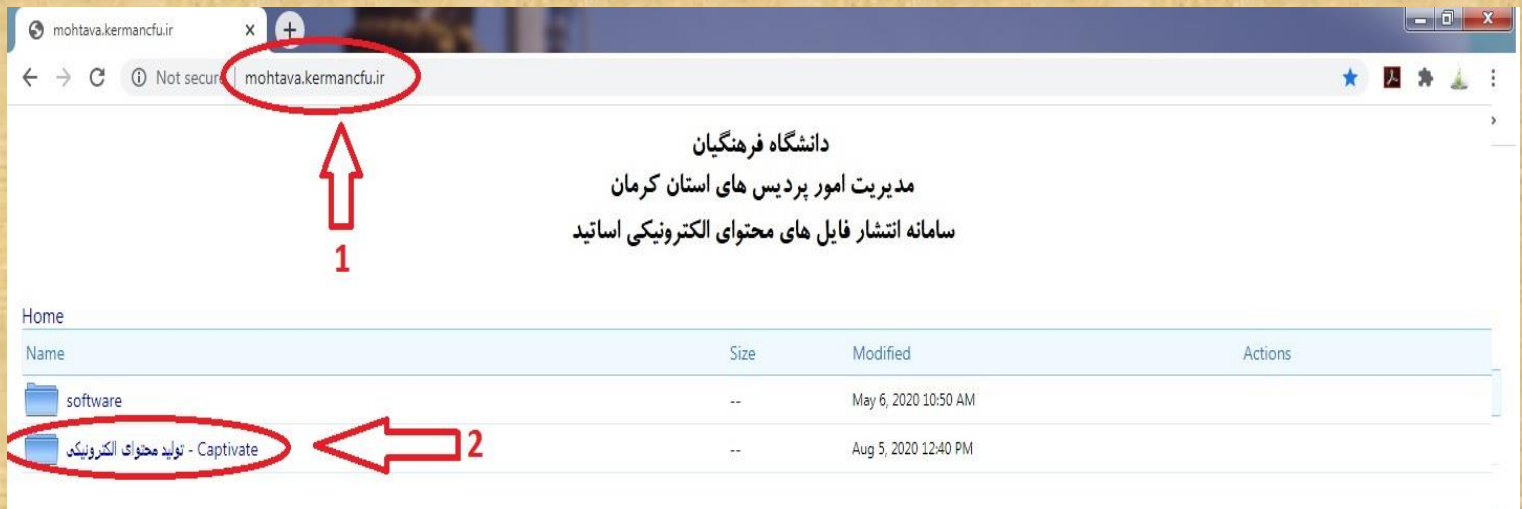 mohtava.kermancfu.ir
Not secure mohtava.kermancfu.ir
دانشگاه فرهنگیان
مدیریت امور پردیس های استان کرمان
سامانه انتشار فایل های محتوای الکترونیکی اساتید
1
Home
Name Size Modified Actions
software -- May 6, 2020 10:50 AM
تولید محتوای الکترونیکی - Captivate -- Aug 5, 2020 12:40 PM
2